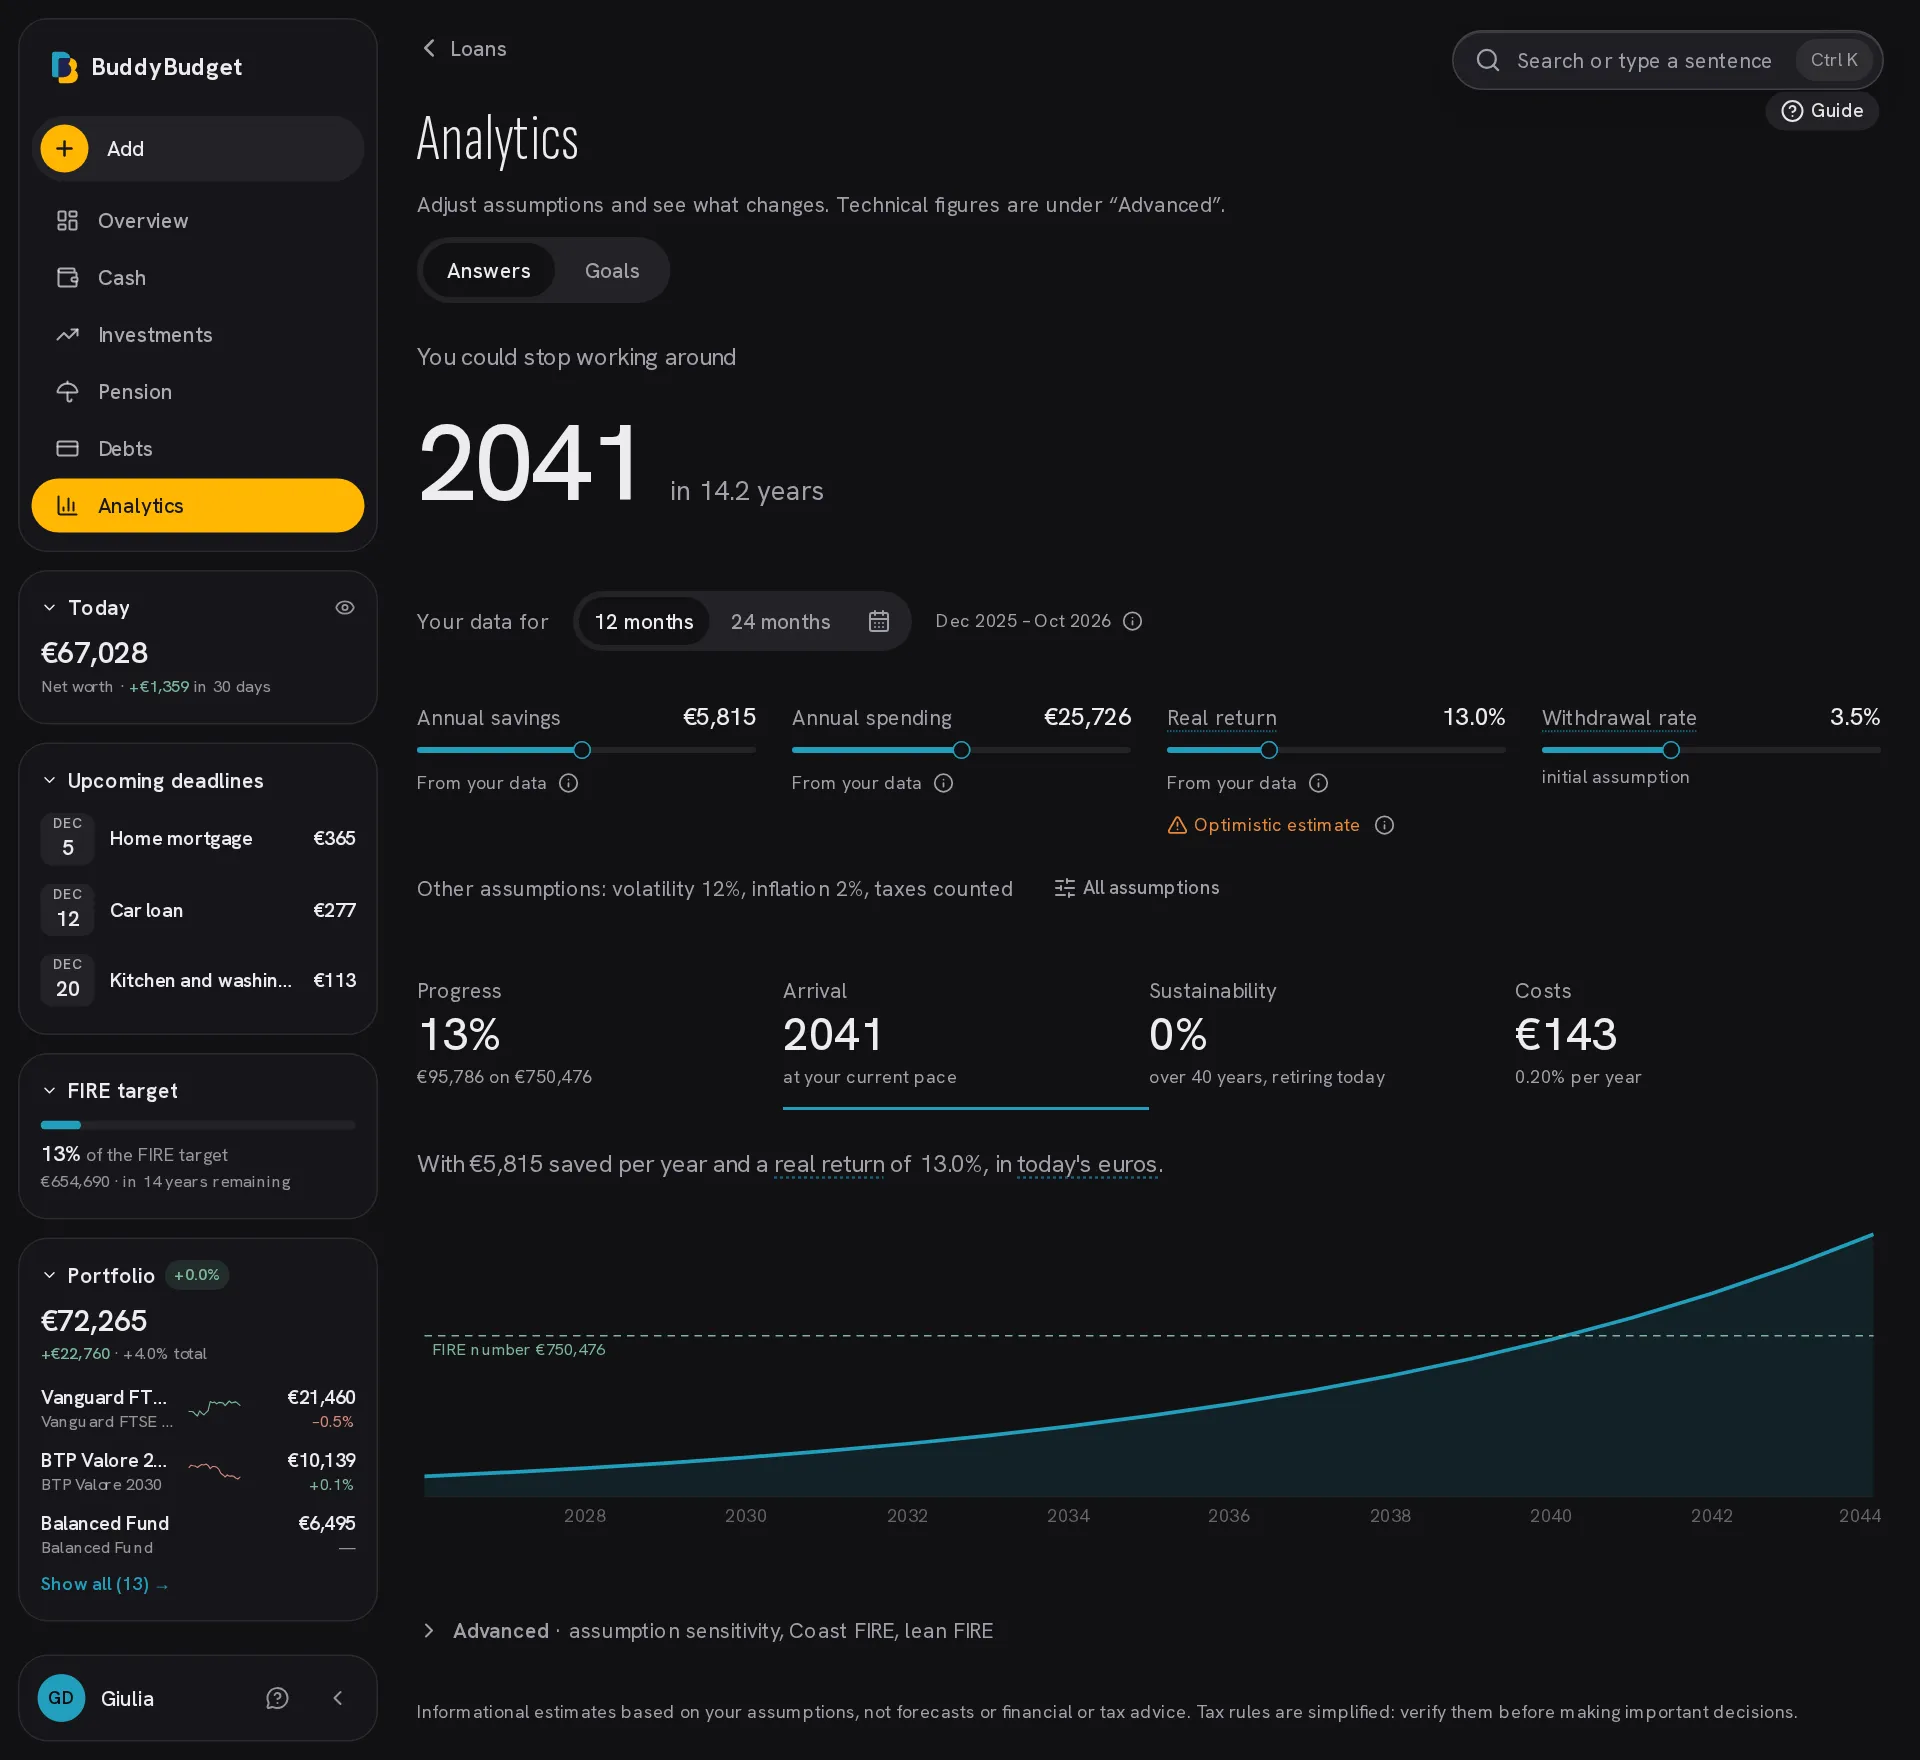 BuddyBudget
Add
Overview
Cash
Investments
Pension
Debts
Analytics
Today
€67,028
Net worth · +€1,359 in 30 days
Upcoming deadlines
DEC
5
Home mortgage
€365
DEC
12
Car loan
€277
DEC
20
Kitchen and washin...
€113
FIRE target
13% of the FIRE target
€654,690 · in 14 years remaining
Portfolio
+0.0%
€72,265
+€22,760 · +4.0% total
Vanguard FT...
€21,460
Vanguard FTSE ...
−0.5%
BTP Valore 2...
€10,139
BTP Valore 2030
+0.1%
Balanced Fund
€6,495
Balanced Fund
—
Show all (13) →
GD
Giulia
Loans
Search or type a sentence
Ctrl K
Guide
Analytics
Adjust assumptions and see what changes. Technical figures are under “Advanced”.
Answers
Goals
You could stop working around
2041
in 14.2 years
Your data for
12 months
24 months
Dec 2025 – Oct 2026
Annual savings
€5,815
From your data
Annual spending
€25,726
From your data
Real return
13.0%
From your data
Optimistic estimate
Withdrawal rate
3.5%
initial assumption
Other assumptions: volatility 12%, inflation 2%, taxes counted
All assumptions
Progress
13%
€95,786 on €750,476
Arrival
2041
at your current pace
Sustainability
0%
over 40 years, retiring today
Costs
€143
0.20% per year
With €5,815 saved per year and a real return of 13.0%, in today's euros.
FIRE number €750,476
2028
2030
2032
2034
2036
2038
2040
2042
2044
Advanced · assumption sensitivity, Coast FIRE, lean FIRE
Informational estimates based on your assumptions, not forecasts or financial or tax advice. Tax rules are simplified: verify them before making important decisions.